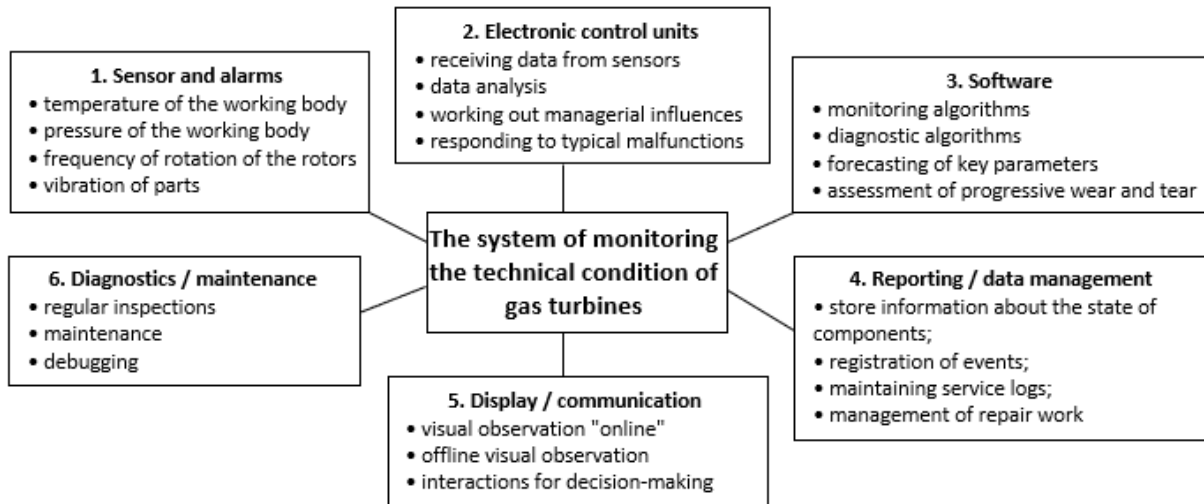 1. Sensor and alarms
• temperature of the working body
• pressure of the working body
• frequency of rotation of the rotors
• vibration of parts
2. Electronic control units
• receiving data from sensors
• data analysis
• working out managerial influences
• responding to typical malfunctions
3. Software
• monitoring algorithms
• diagnostic algorithms
• forecasting of key parameters
• assessment of progressive wear and tear
The system of monitoring
the technical condition of
gas turbines
6. Diagnostics / maintenance
• regular inspections
• maintenance
• debugging
4. Reporting / data management
• store information about the state of
components;
• registration of events;
• maintaining service logs;
• management of repair work
5. Display / communication
• visual observation "online"
• offline visual observation
• interactions for decision-making